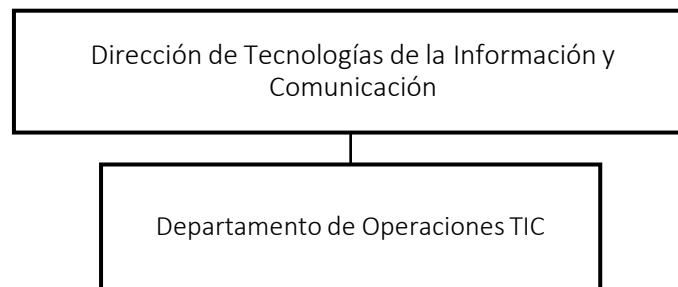 Dirección de Tecnologías de la Información y
Comunicación
Departamento de Operaciones TIC